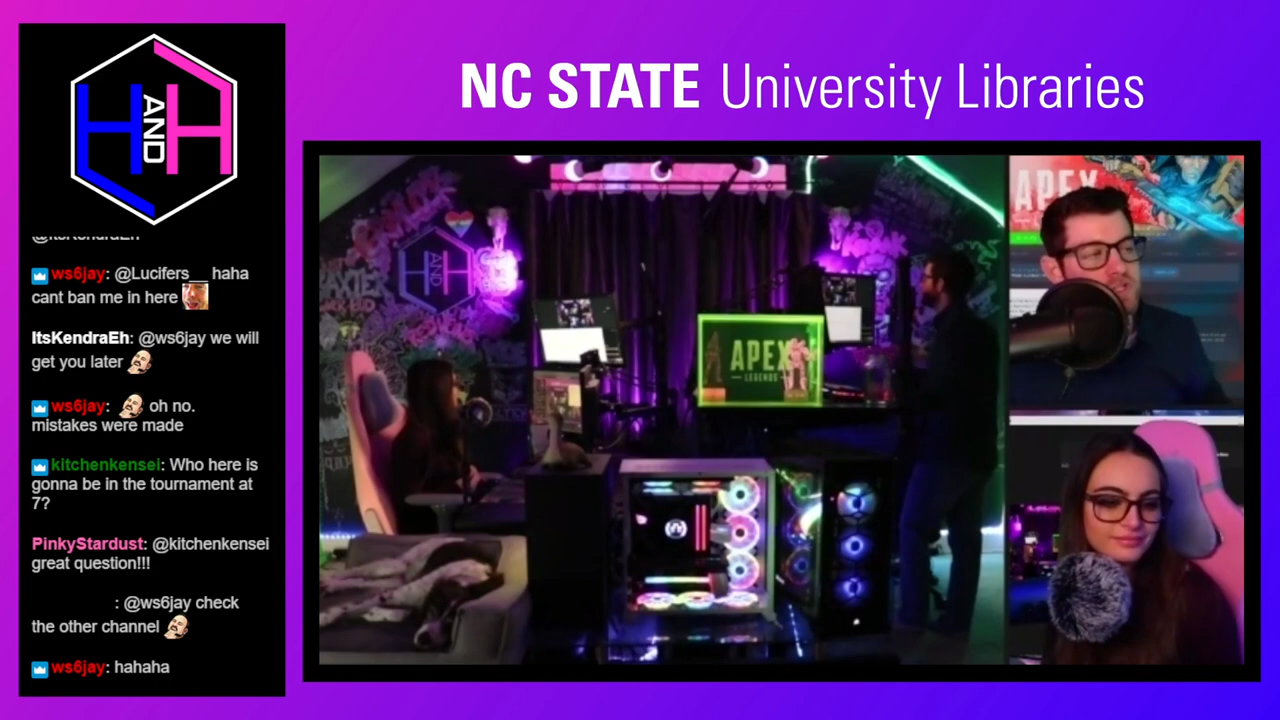 H AND H
NC STATE University Libraries
ws6jay: @Lucifers__ haha
cant ban me in here
ItsKendraEh: @ws6jay we will
get you later
ws6jay: oh no.
mistakes were made
kitchenkensei: Who here is
gonna be in the tournament at
7?
PinkyStardust: @kitchenkensei
great question!!!
: @ws6jay check
the other channel
ws6jay: hahaha
H AND H
APEX
LEGENDS
APEX